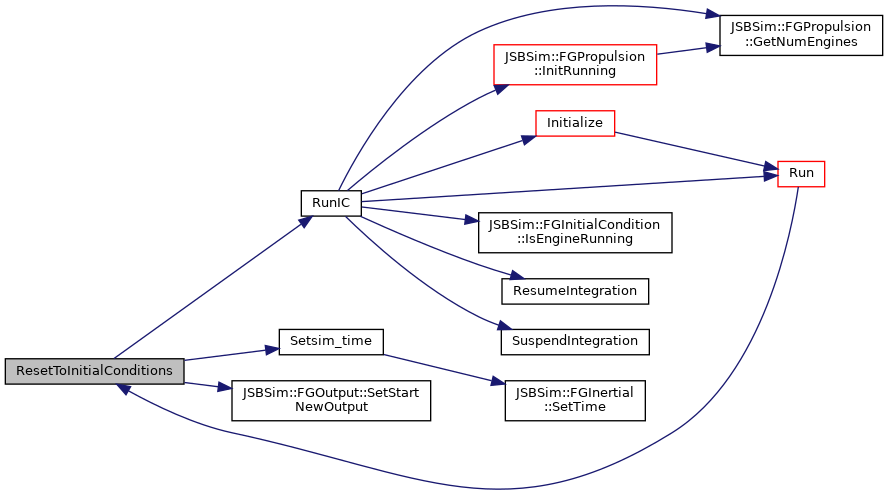 JSBSim::FGPropulsion
::GetNumEngines
JSBSim::FGPropulsion
::InitRunning
Initialize
Run
RunIC
JSBSim::FGInitialCondition
::IsEngineRunning
ResumeIntegration
Setsim_time
SuspendIntegration
ResetToInitialConditions
JSBSim::FGOutput::SetStart
NewOutput
JSBSim::FGInertial
::SetTime